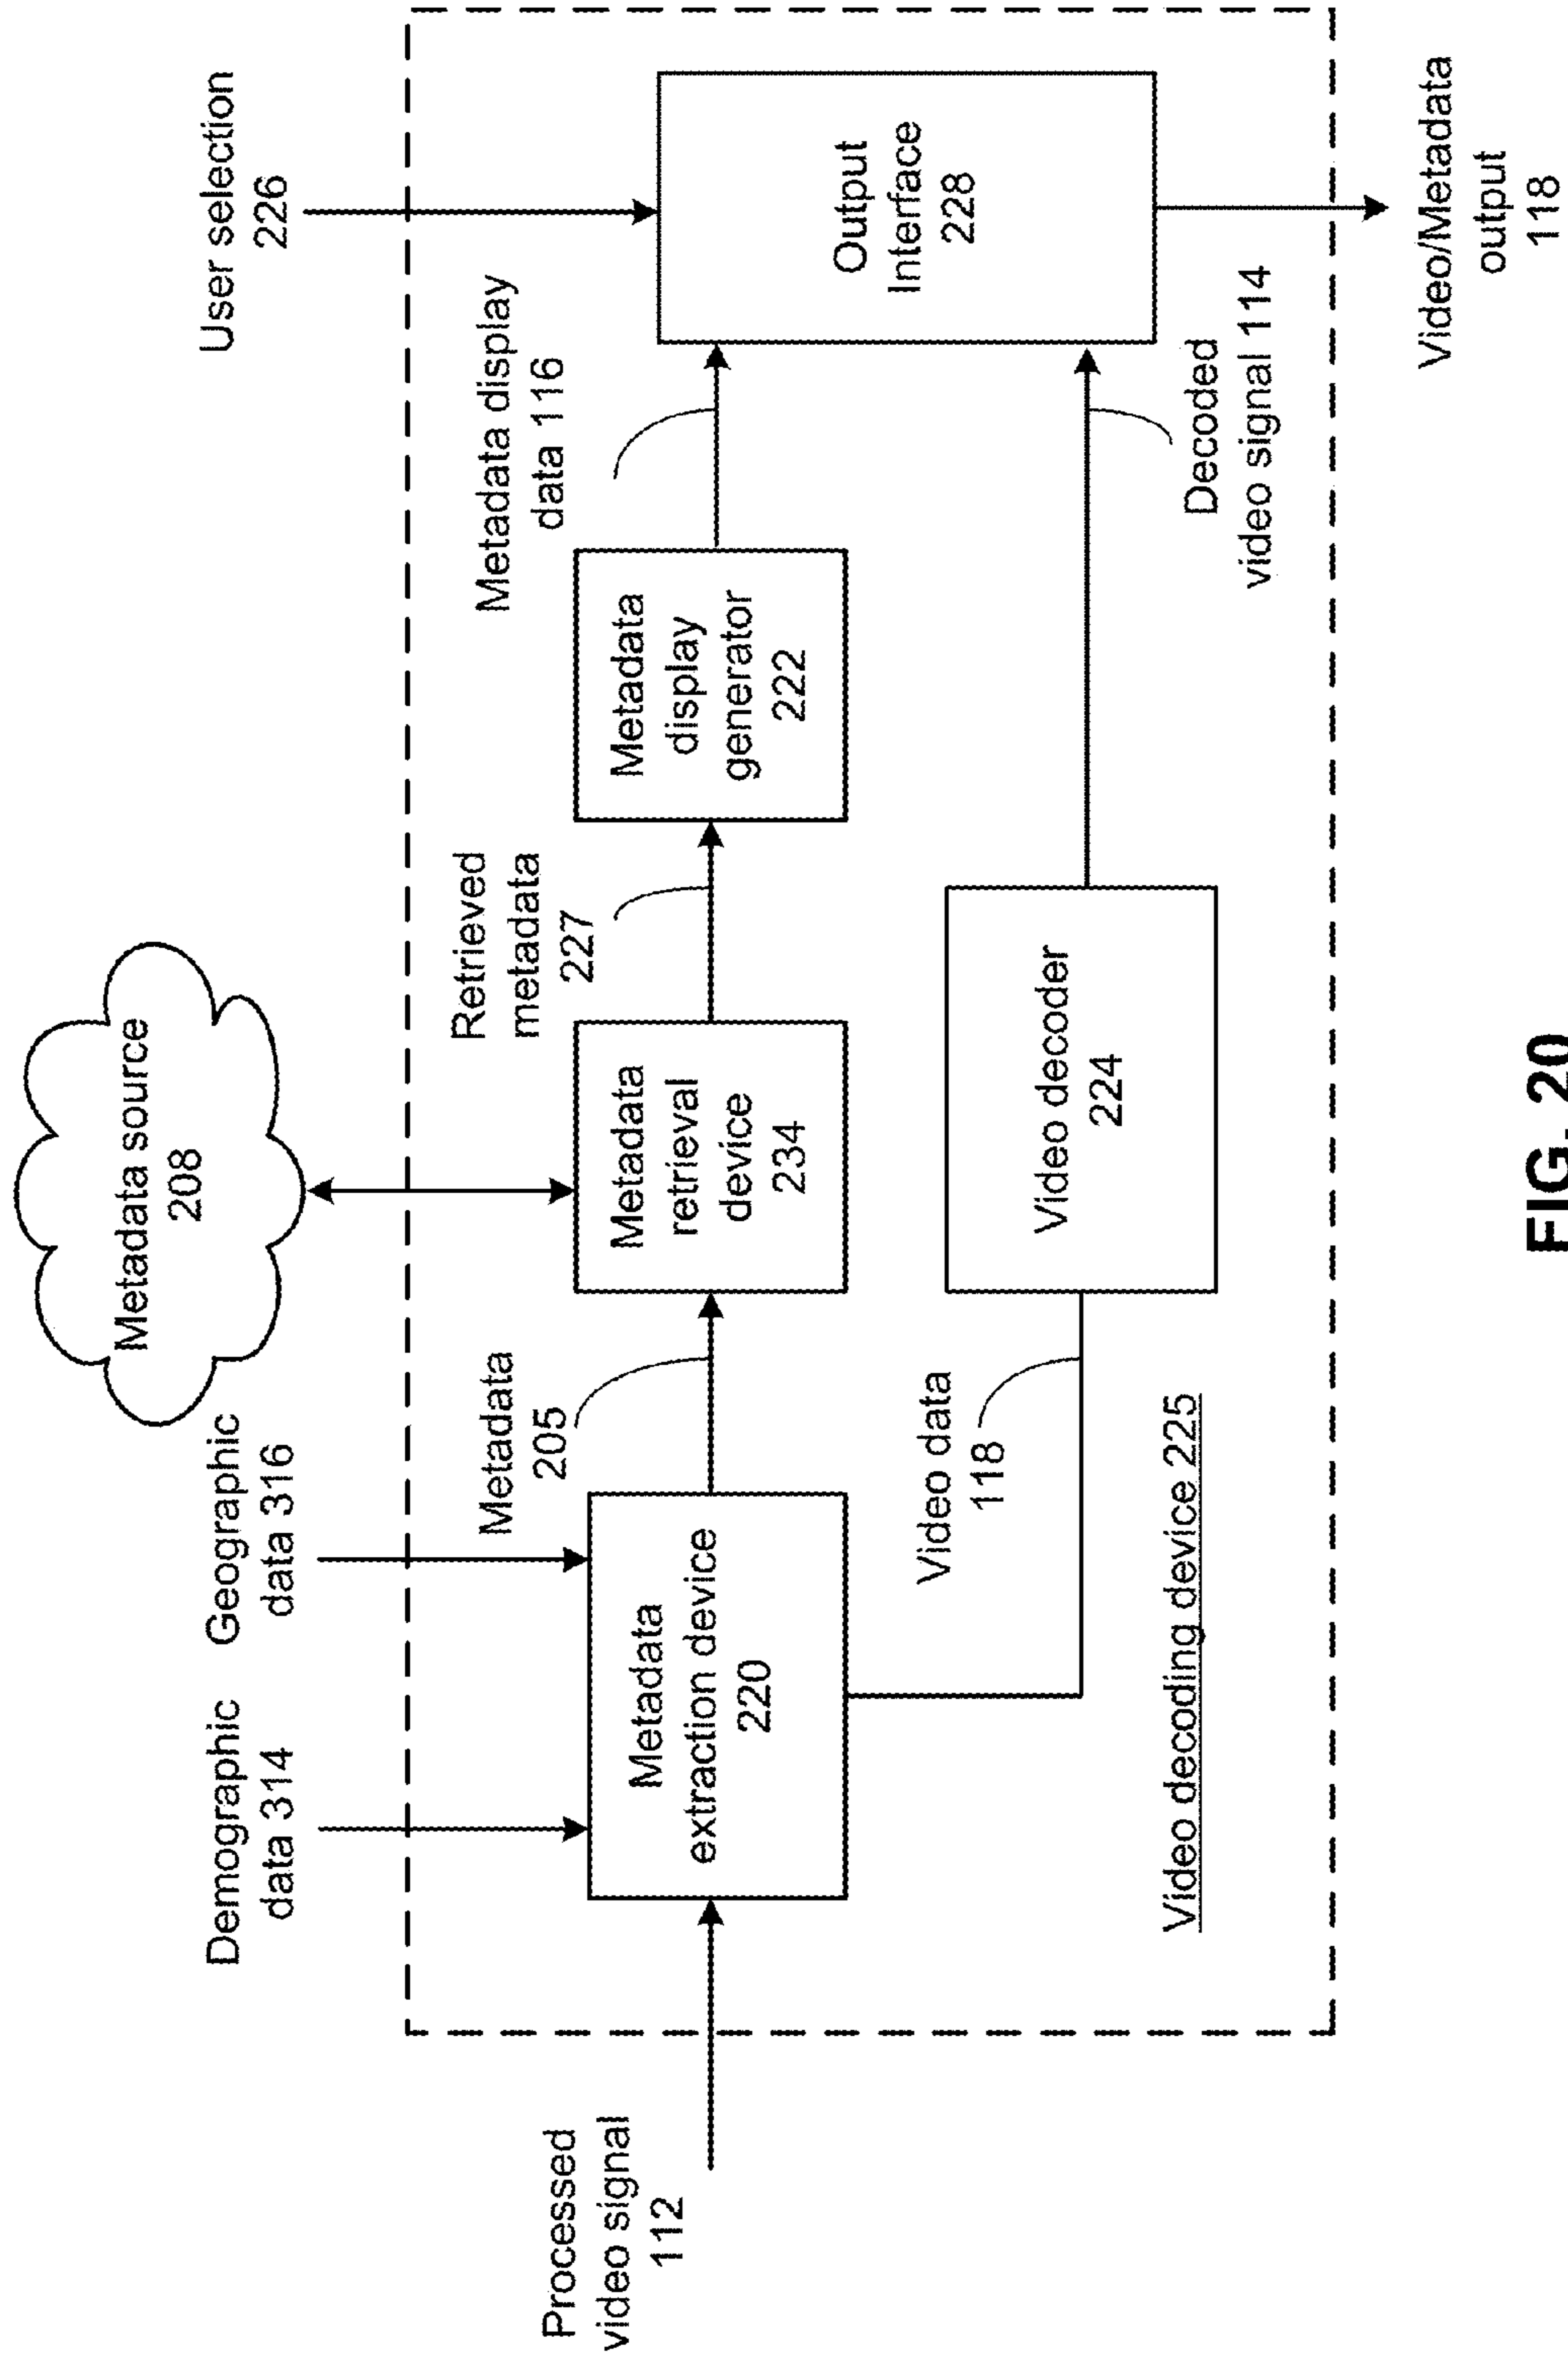 Metadata source
208
Demographic
data 314
Geographic
data 316
User selection
226
Processed
video signal
112
Metadata
extraction device
220
Metadata
205
Metadata
retrieval
device
234
Retrieved
metadata
227
Metadata
display
generator
222
Metadata display
data 116
Output
Interface
228
Video data
118
Video decoder
224
Decoded
video signal 114
Video decoding device 225
Video/Metadata
output
118
FIG. 20